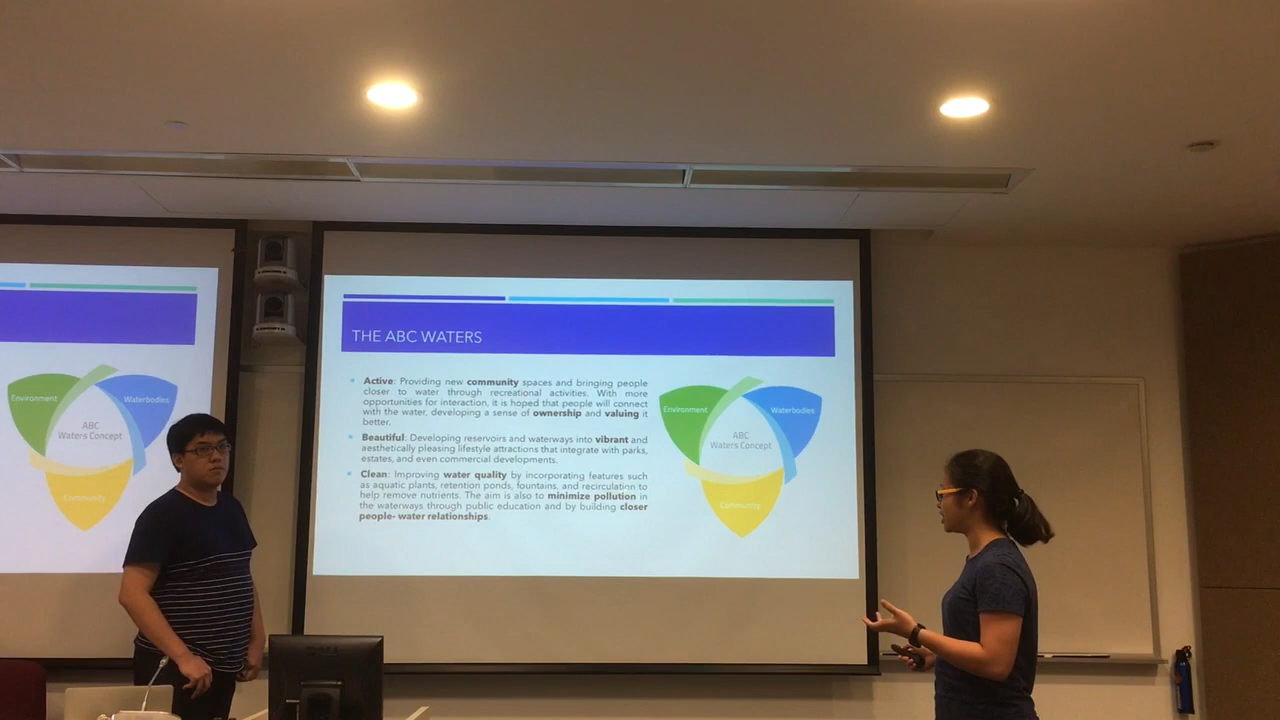 THE ABC WATERS
Active: Providing new community spaces and bringing people
closer to water through recreational activities. With more
opportunities for interaction, it is hoped that people will connect
with the water, developing a sense of ownership and valuing it
better.
Beautiful: Developing reservoirs and waterways into vibrant and
aesthetically pleasing lifestyle attractions that integrate with parks,
estates, and even commercial developments.
Clean: Improving water quality by incorporating features such
as aquatic plants, retention ponds, fountains, and recirculation to
help remove nutrients. The aim is also to minimize pollution in
the waterways through public education and by building closer
people- water relationships.
Environment
Waterbodies
ABC
Waters Concept
Community
Environment
Waterbodies
ABC
Waters Concept
Community
DELL